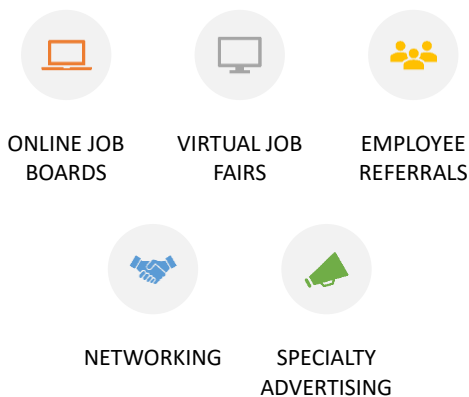 ONLINE JOB
BOARDS
VIRTUAL JOB
FAIRS
EMPLOYEE
REFERRALS
NETWORKING
SPECIALTY
ADVERTISING